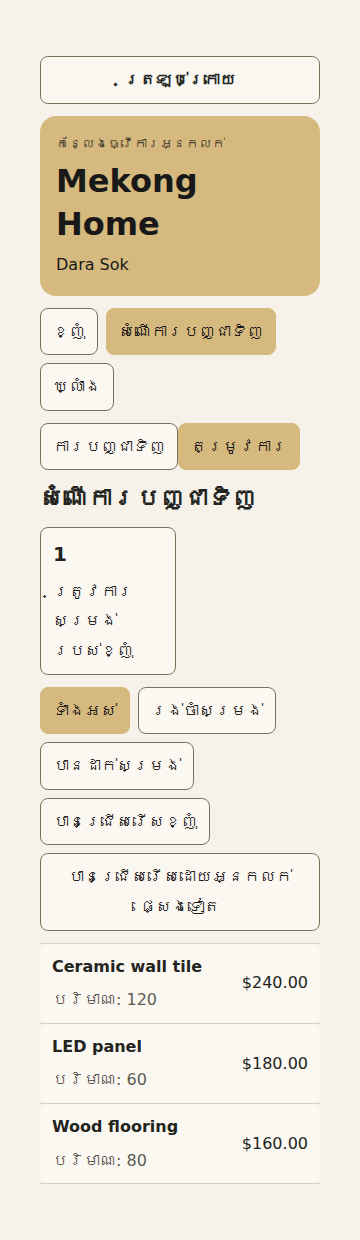 ត្រឡប់ក្រោយ
កន្លែងធ្វើការអ្នកលក់
Mekong
Home
Dara Sok
ខ្ញុំ
សំណើការបញ្ជាទិញ
ឃ្លាំង
ការបញ្ជាទិញ
តម្រូវការ
សំណើការបញ្ជាទិញ
1
ត្រូវការ
សម្រង់
របស់ខ្ញុំ
ទាំងអស់
រង់ចាំសម្រង់
បានដាក់សម្រង់
បានជ្រើសរើសខ្ញុំ
បានជ្រើសរើសដោយអ្នកលក់
ផ្សេងទៀត
Ceramic wall tile
$240.00
បរិមាណ: 120
LED panel
$180.00
បរិមាណ: 60
Wood flooring
$160.00
បរិមាណ: 80